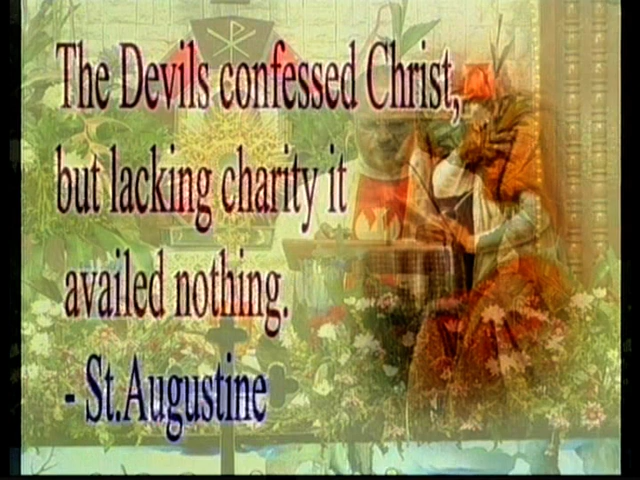 The Devils confessed Christ,
but lacking charity it
availed nothing.
- St.Augustine